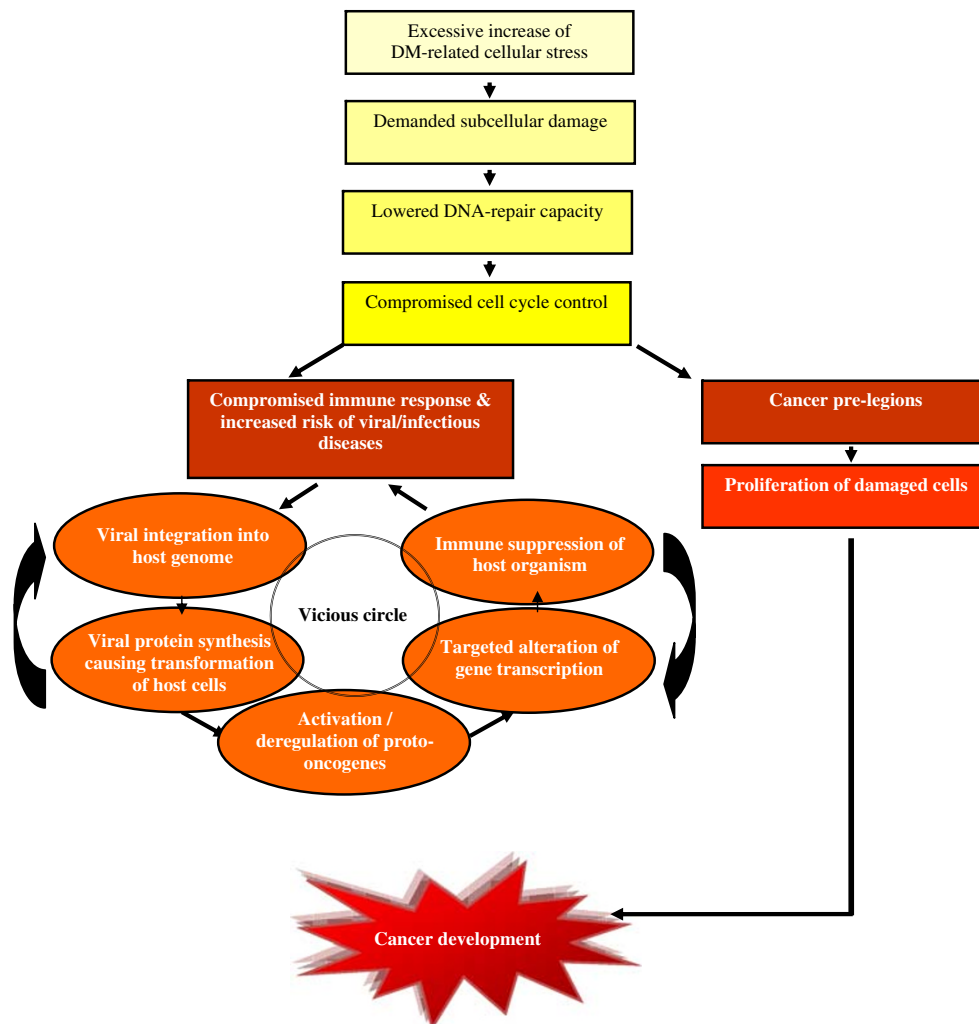 Excessive increase of
DM-related cellular stress
Demanded subcellular damage
Lowered DNA-repair capacity
Compromised cell cycle control
Compromised immune response &
increased risk of viral/infectious
diseases
Cancer pre-legions
Proliferation of damaged cells
Viral integration into
host genome
Immune suppression of
host organism
Vicious circle
Viral protein synthesis
causing transformation
of host cells
Targeted alteration of
gene transcription
Activation /
deregulation of proto-
oncogenes
Cancer development